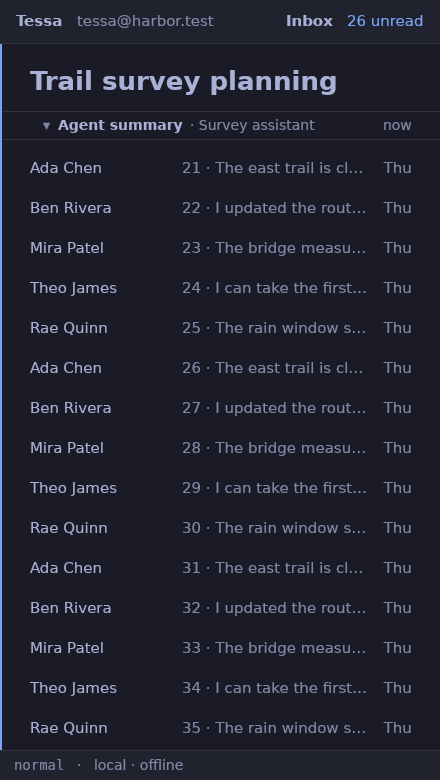 Tessa tessa@harbor.test Inbox 26 unread
Trail survey planning
▾ Agent summary · Survey assistant now
Ada Chen 21 · The east trail is cl… Thu
Ben Rivera 22 · I updated the rout… Thu
Mira Patel 23 · The bridge measu… Thu
Theo James 24 · I can take the first… Thu
Rae Quinn 25 · The rain window s… Thu
Ada Chen 26 · The east trail is cl… Thu
Ben Rivera 27 · I updated the rout… Thu
Mira Patel 28 · The bridge measu… Thu
Theo James 29 · I can take the first… Thu
Rae Quinn 30 · The rain window s… Thu
Ada Chen 31 · The east trail is cl… Thu
Ben Rivera 32 · I updated the rout… Thu
Mira Patel 33 · The bridge measu… Thu
Theo James 34 · I can take the first… Thu
Rae Quinn 35 · The rain window s… Thu
normal · local · offline